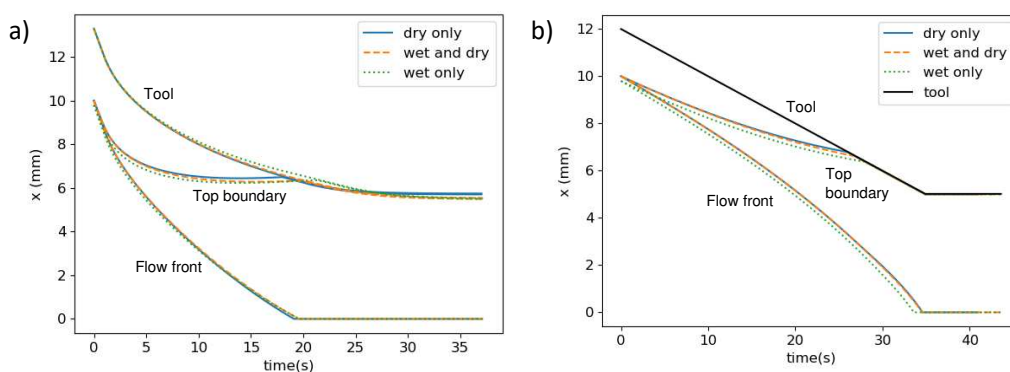 a)
x (mm)
12
10
8
6
4
2
0
dry only
wet and dry
wet only
Tool
Top boundary
Flow front
0 5 10 15 20 25 30 35
time(s)
b)
x (mm)
12
10
8
6
4
2
0
dry only
wet and dry
wet only
tool
Tool
Top
boundary
Flow front
0 10 20 30 40
time(s)